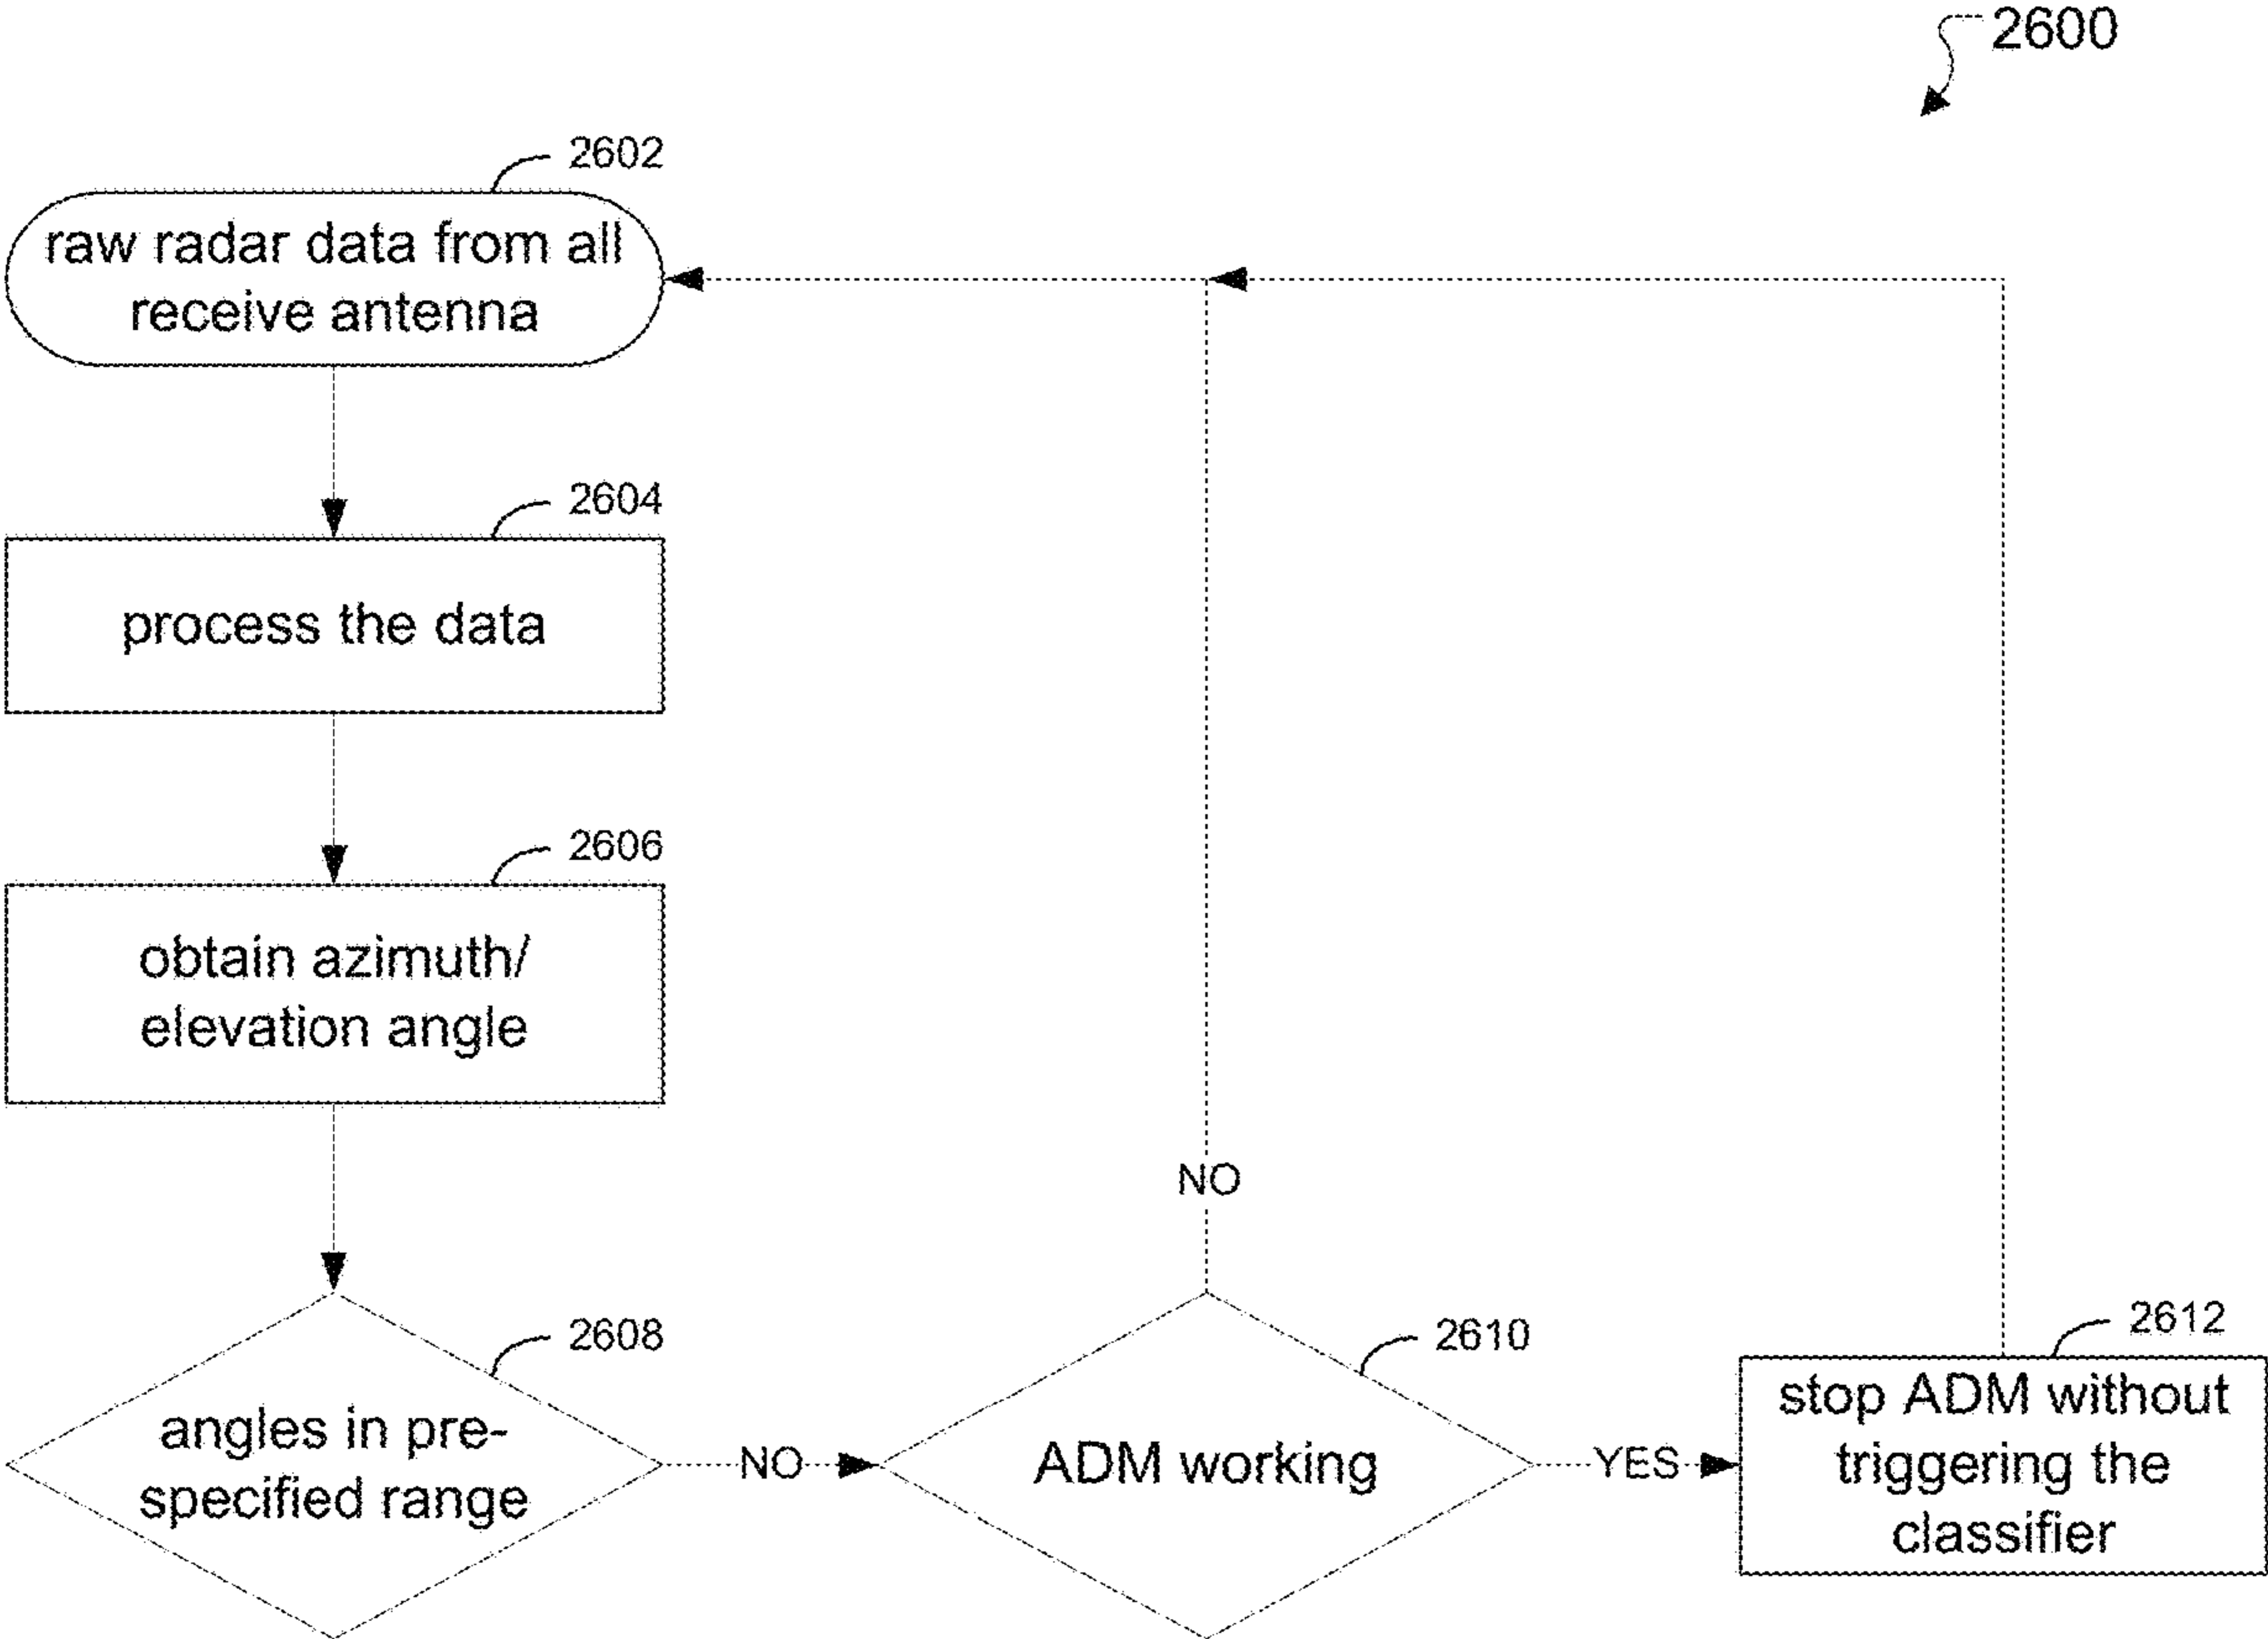 2600
2602
raw radar data from all
receive antenna
2604
process the data
2606
obtain azimuth/
elevation angle
2608
angles in pre-
specified range
NO
2610
ADM working
NO
YES
2612
stop ADM without
triggering the
classifier